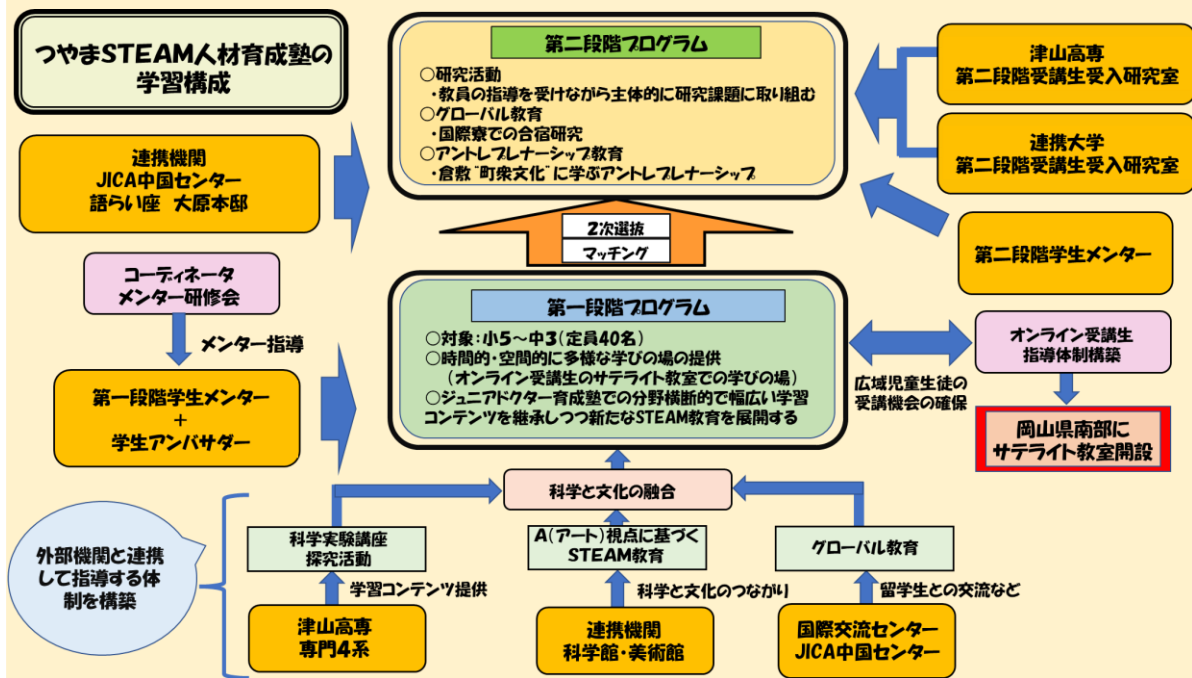 つやまSTEAM人材育成塾の
学習構成
第二段階プログラム
○研究活動
・教員の指導を受けながら主体的に研究課題に取り組む
○グローバル教育
・国際寮での合宿研究
○アントレプレナーシップ教育
・倉敷“町衆文化”に学ぶアントレプレナーシップ
津山高専
第二段階受講生受入研究室
連携大学
第二段階受講生受入研究室
第二段階学生メンター
連携機関
JICA中国センター
語らい座 大原本邸
2次選抜
マッチング
コーディネータ
メンター研修会
メンター指導
第一段階学生メンター
+
学生アンバサダー
第一段階プログラム
○対象:小5~中3(定員40名)
○時間的・空間的に多様な学びの場の提供
(オンライン受講生のサテライト教室での学びの場)
○ジュニアドクター育成塾での分野横断的で幅広い学習
コンテンツを継承しつつ新たなSTEAM教育を展開する
広域児童生徒の
受講機会の確保
オンライン受講生
指導体制構築
岡山県南部に
サテライト教室開設
科学と文化の融合
外部機関と連携
して指導する体
制を構築
科学実験講座
探究活動
学習コンテンツ提供
津山高専
専門4系
A(アート)視点に基づく
STEAM教育
科学と文化のつながり
連携機関
科学館・美術館
グローバル教育
留学生との交流など
国際交流センター
JICA中国センター